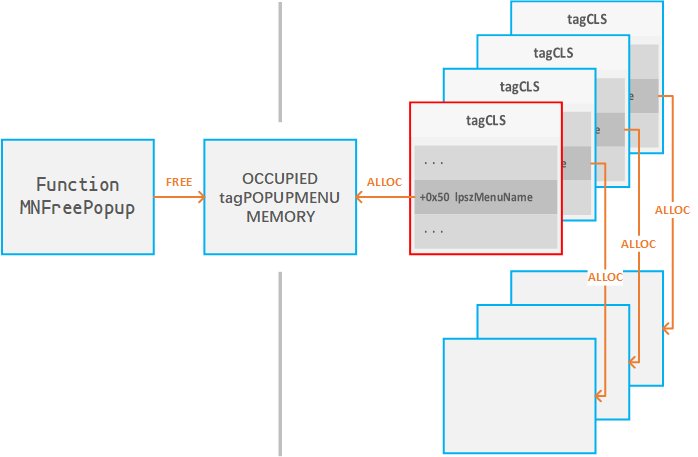 tagCLS
tagCLS
e
tagCLS
e
tagCLS
e
. . .
+0x50 lpszMenuName
. . .
Function
MNFreePopup
FREE
OCCUPIED
tagPOPUPMENU
MEMORY
ALLOC
ALLOC
ALLOC
ALLOC